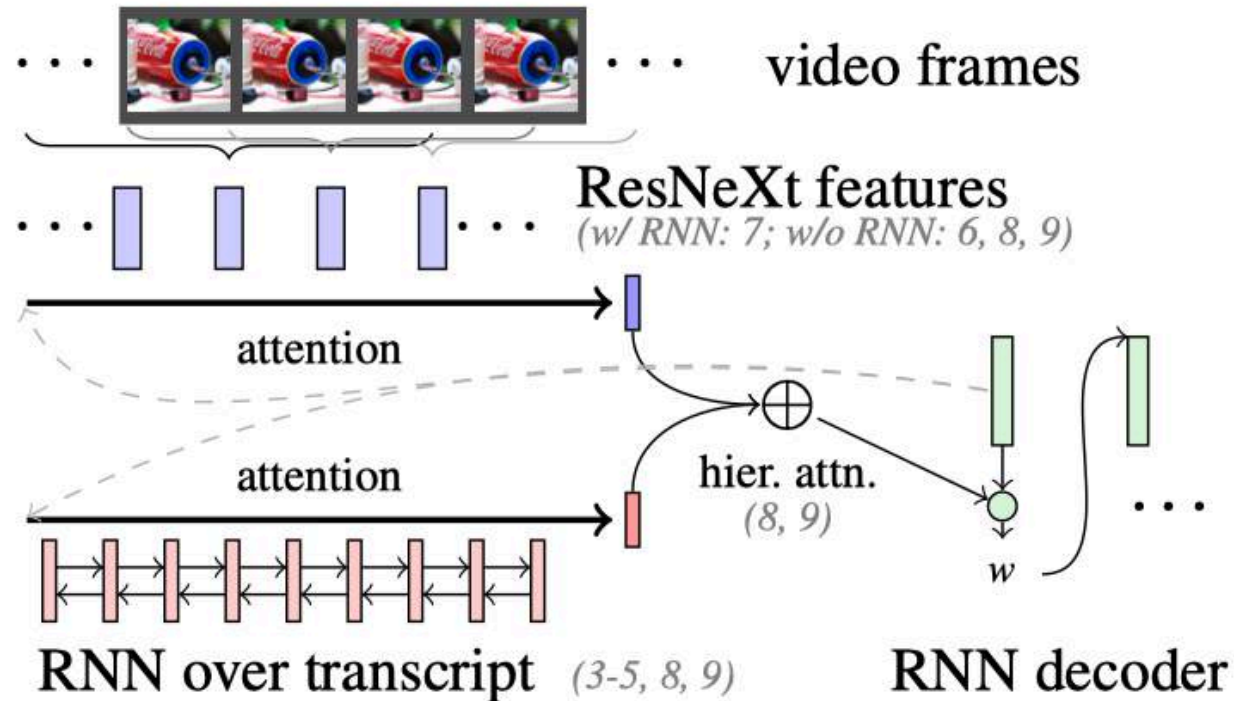 video frames
ResNeXt features
(w/ RNN: 7; w/o RNN: 6, 8, 9)
attention
attention
hier. attn.
(8, 9)
w
RNN over transcript (3-5, 8, 9)
RNN decoder